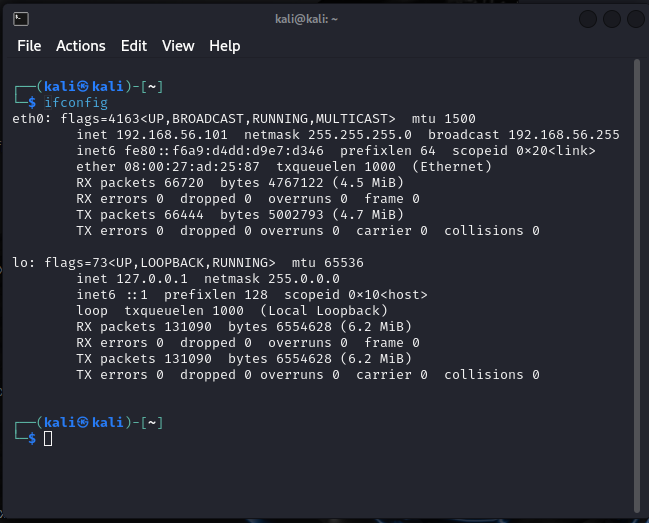 kali@kali: ~
File Actions Edit View Help
┌──(kali㉿kali)-[~]
└─$ ifconfig
eth0: flags=4163<UP,BROADCAST,RUNNING,MULTICAST>  mtu 1500
        inet 192.168.56.101  netmask 255.255.255.0  broadcast 192.168.56.255
        inet6 fe80::f6a9:d4dd:d9e7:d346  prefixlen 64  scopeid 0×20<link>
        ether 08:00:27:ad:25:87  txqueuelen 1000  (Ethernet)
        RX packets 66720  bytes 4767122 (4.5 MiB)
        RX errors 0  dropped 0  overruns 0  frame 0
        TX packets 66444  bytes 5002793 (4.7 MiB)
        TX errors 0  dropped 0 overruns 0  carrier 0  collisions 0
lo: flags=73<UP,LOOPBACK,RUNNING>  mtu 65536
        inet 127.0.0.1  netmask 255.0.0.0
        inet6 ::1  prefixlen 128  scopeid 0×10<host>
        loop  txqueuelen 1000  (Local Loopback)
        RX packets 131090  bytes 6554628 (6.2 MiB)
        RX errors 0  dropped 0  overruns 0  frame 0
        TX packets 131090  bytes 6554628 (6.2 MiB)
        TX errors 0  dropped 0 overruns 0  carrier 0  collisions 0
┌──(kali㉿kali)-[~]
└─$